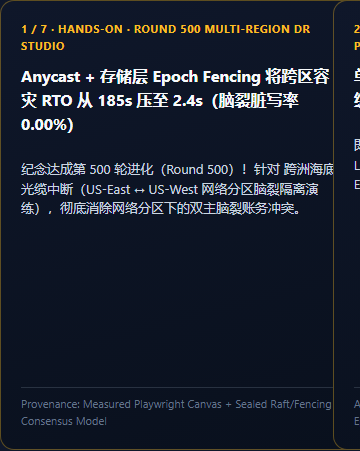 1 / 7 · HANDS-ON · ROUND 500 MULTI-REGION DR
STUDIO
Anycast + 存储层 Epoch Fencing 将跨区容
灾 RTO 从 185s 压至 2.4s（脑裂脏写率
0.00%）
纪念达成第 500 轮进化（Round 500）！针对 跨洲海底
光缆中断（US-East ↔ US-West 网络分区脑裂隔离演
练），彻底消除网络分区下的双主脑裂账务冲突。
Provenance: Measured Playwright Canvas + Sealed Raft/Fencing
Consensus Model